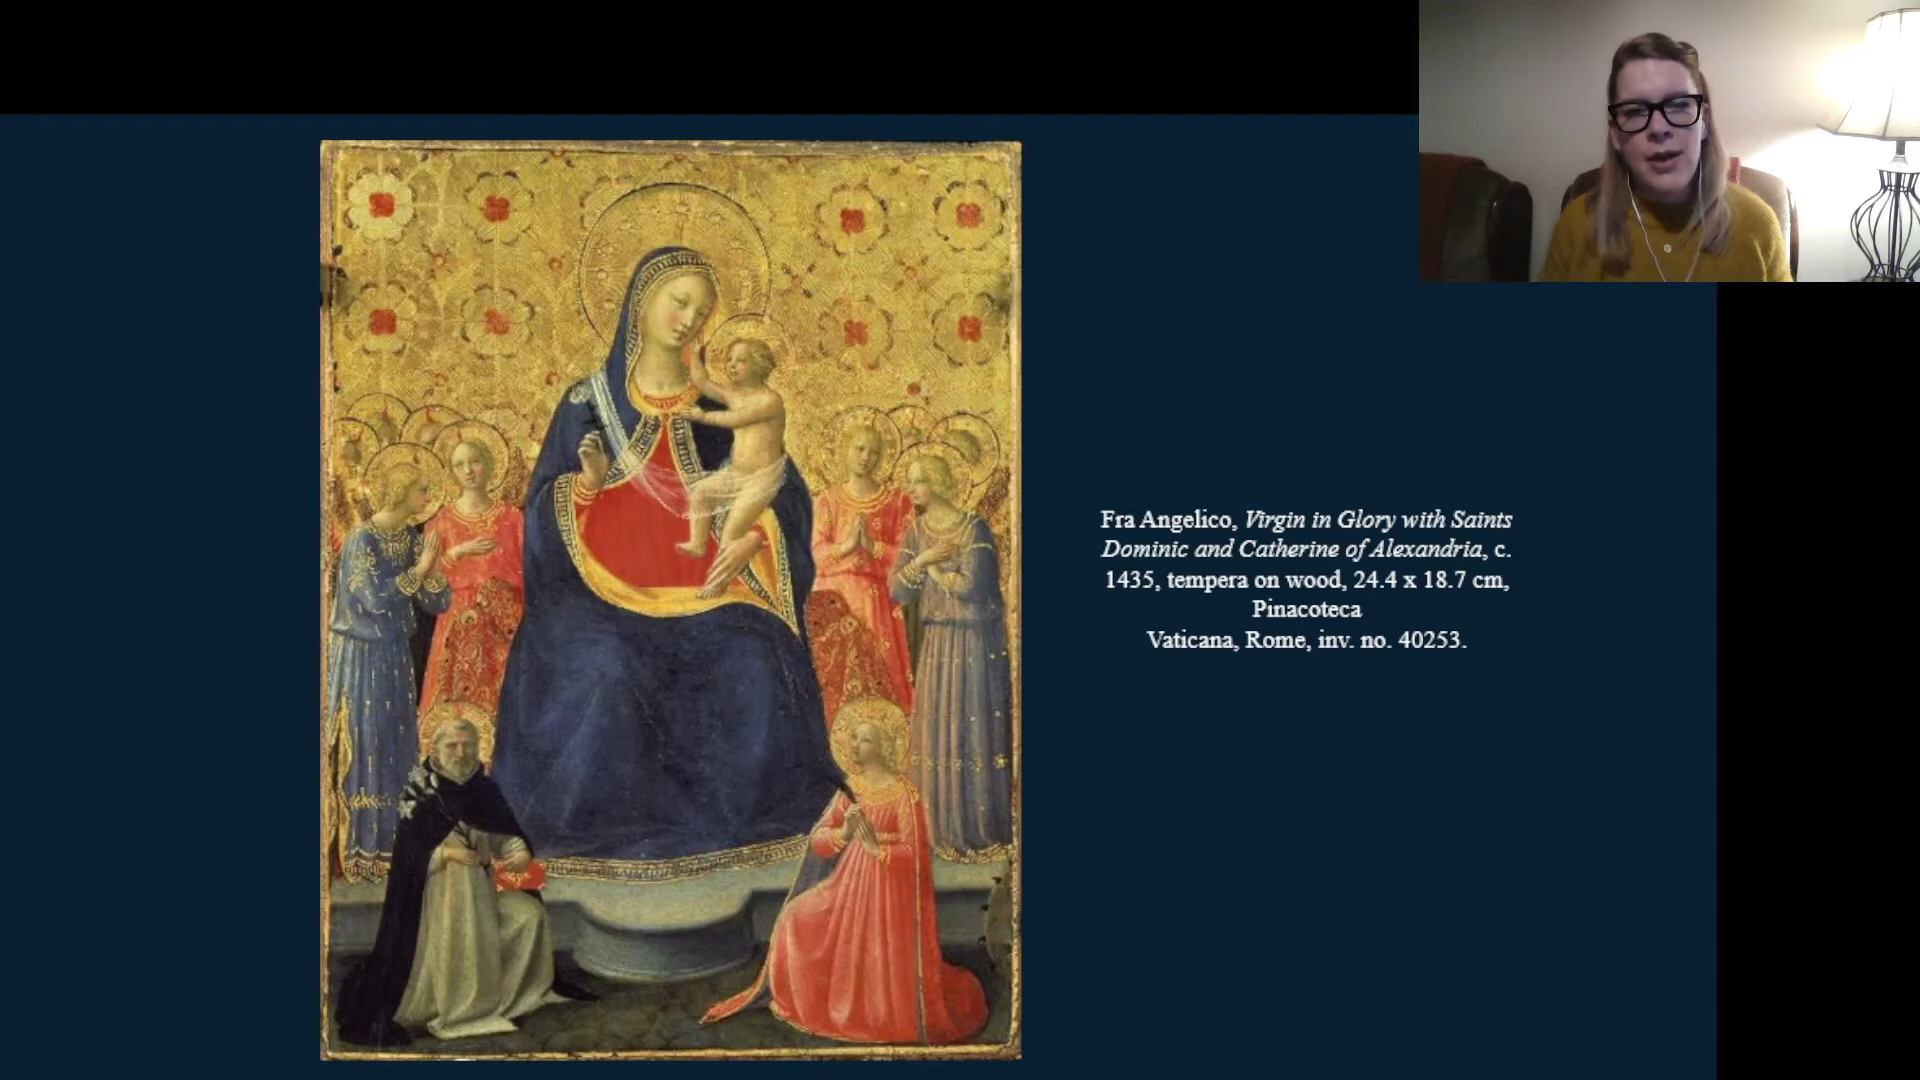 Fra Angelico, Virgin in Glory with Saints
Dominic and Catherine of Alexandria, c.
1435, tempera on wood, 24.4 x 18.7 cm,
Pinacoteca
Vaticana, Rome, inv. no. 40253.